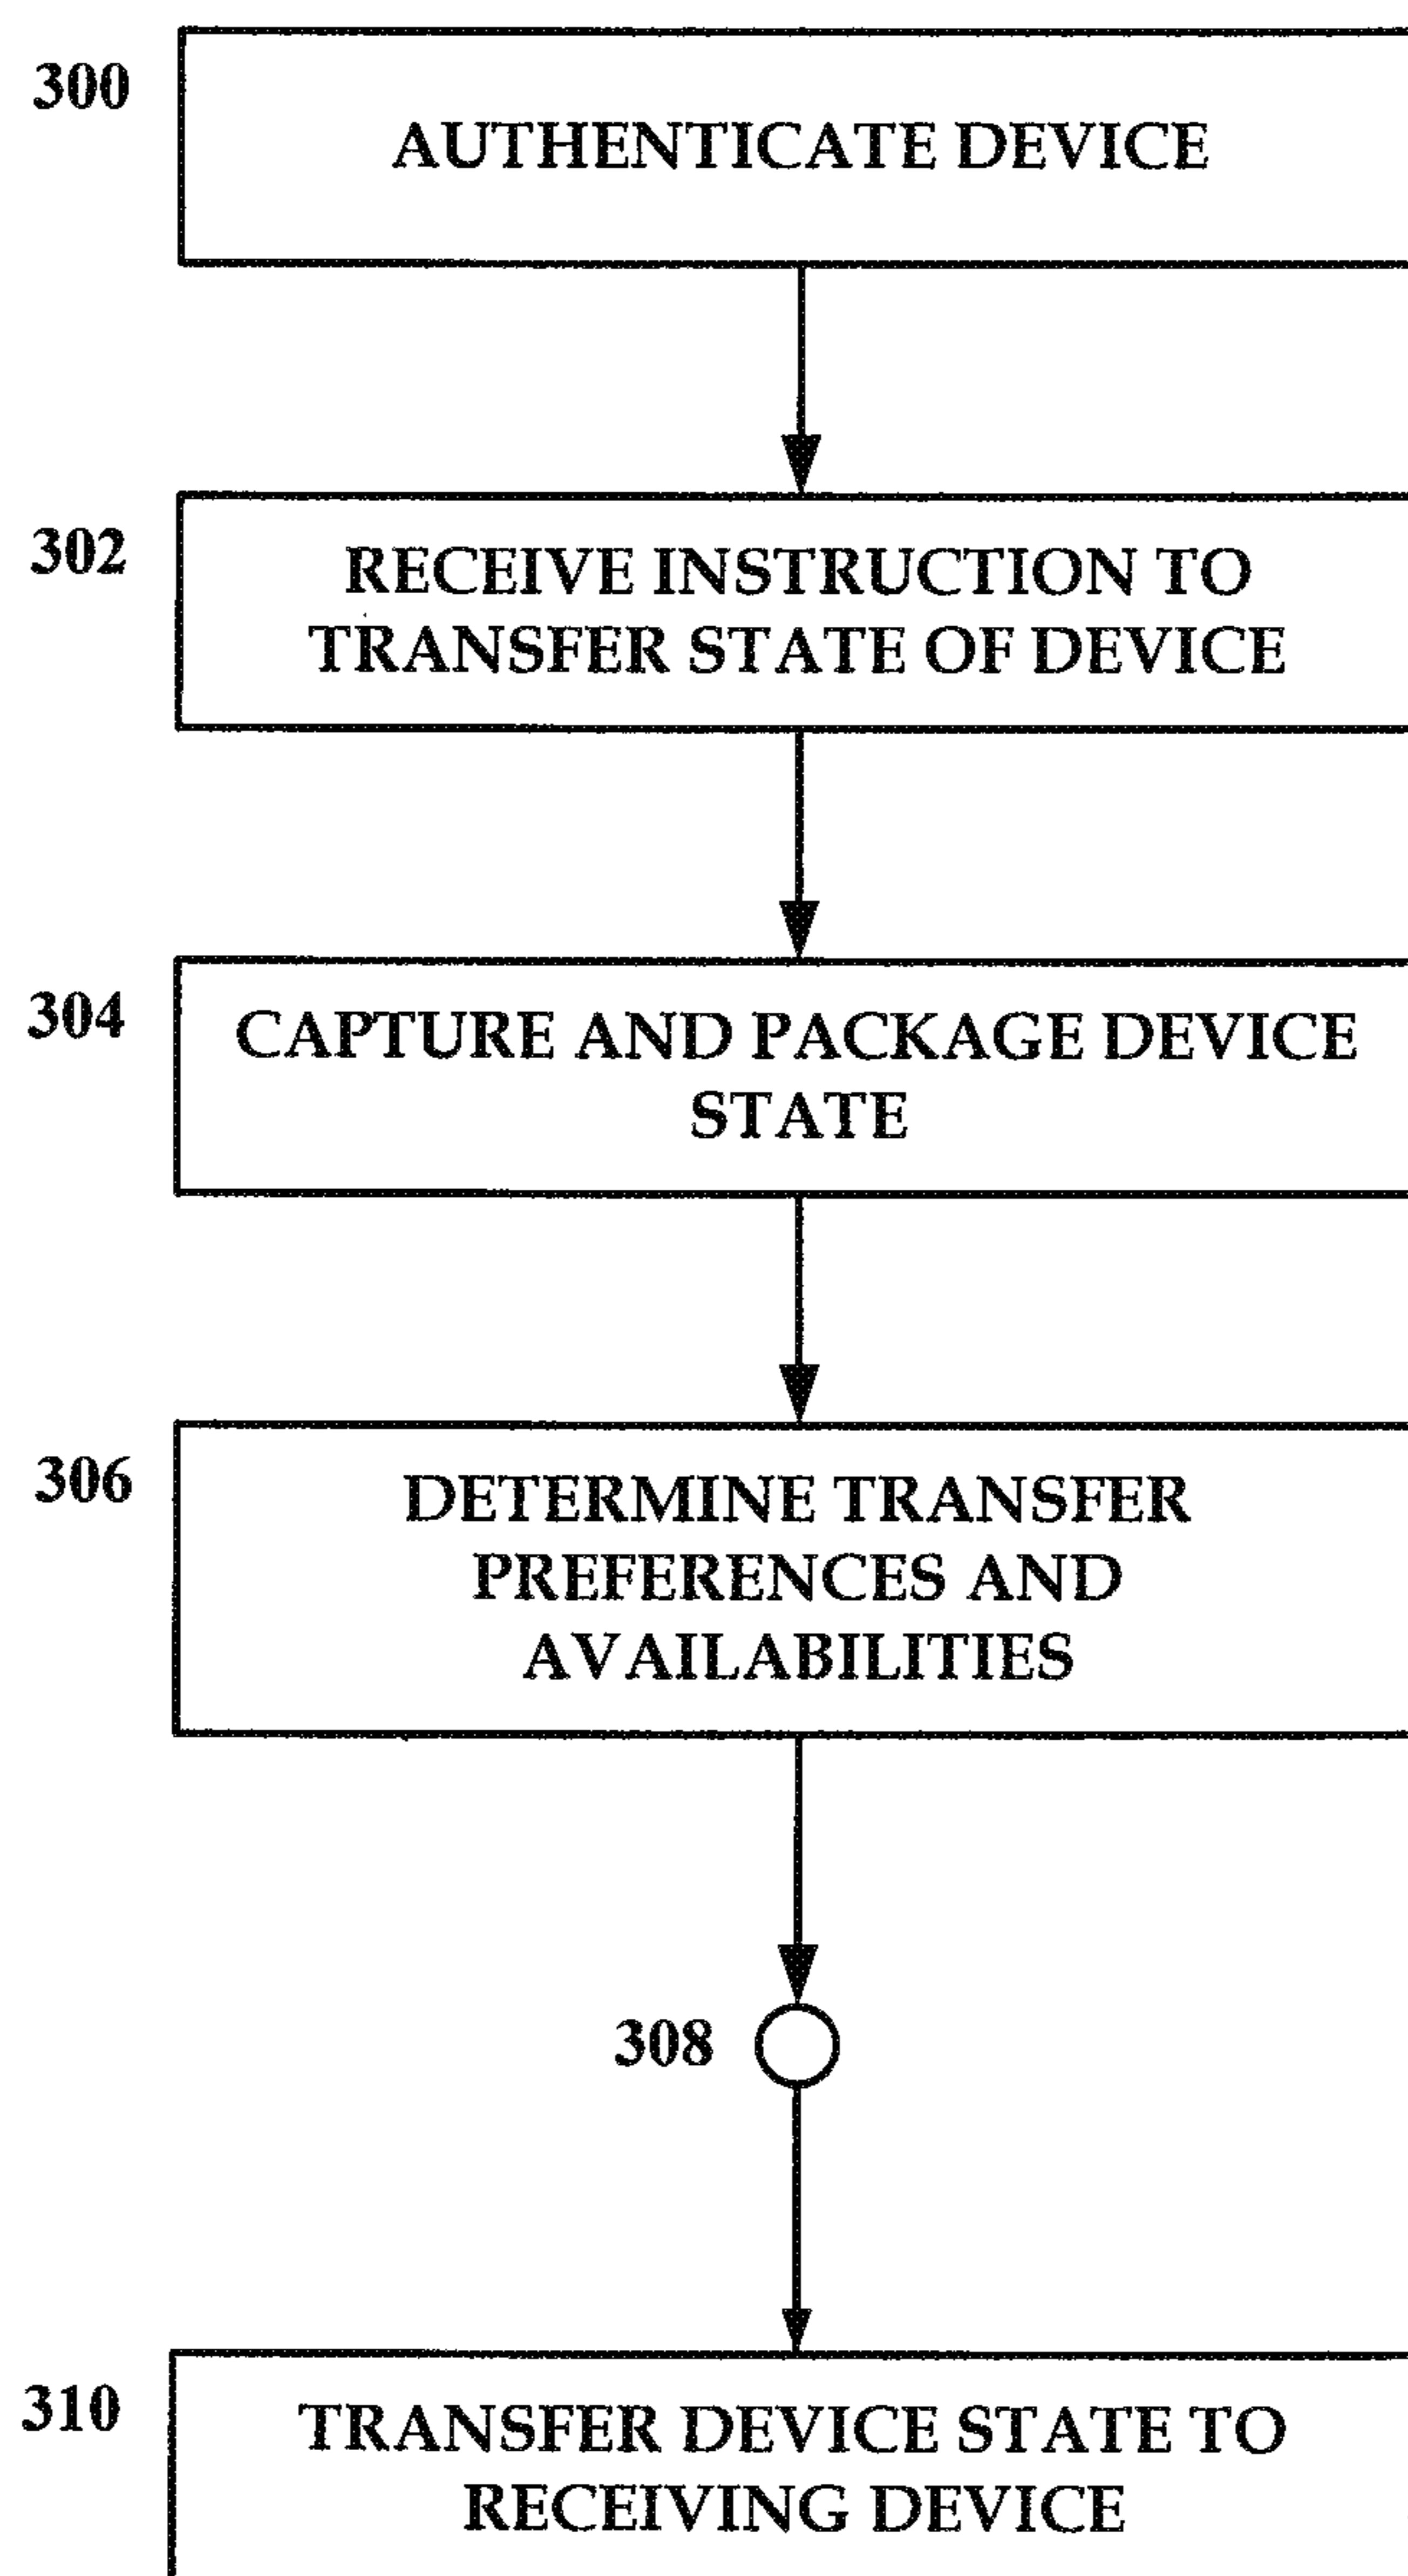 300
AUTHENTICATE DEVICE
302
RECEIVE INSTRUCTION TO
TRANSFER STATE OF DEVICE
304
CAPTURE AND PACKAGE DEVICE
STATE
306
DETERMINE TRANSFER
PREFERENCES AND
AVAILABILITIES
308
310
TRANSFER DEVICE STATE TO
RECEIVING DEVICE